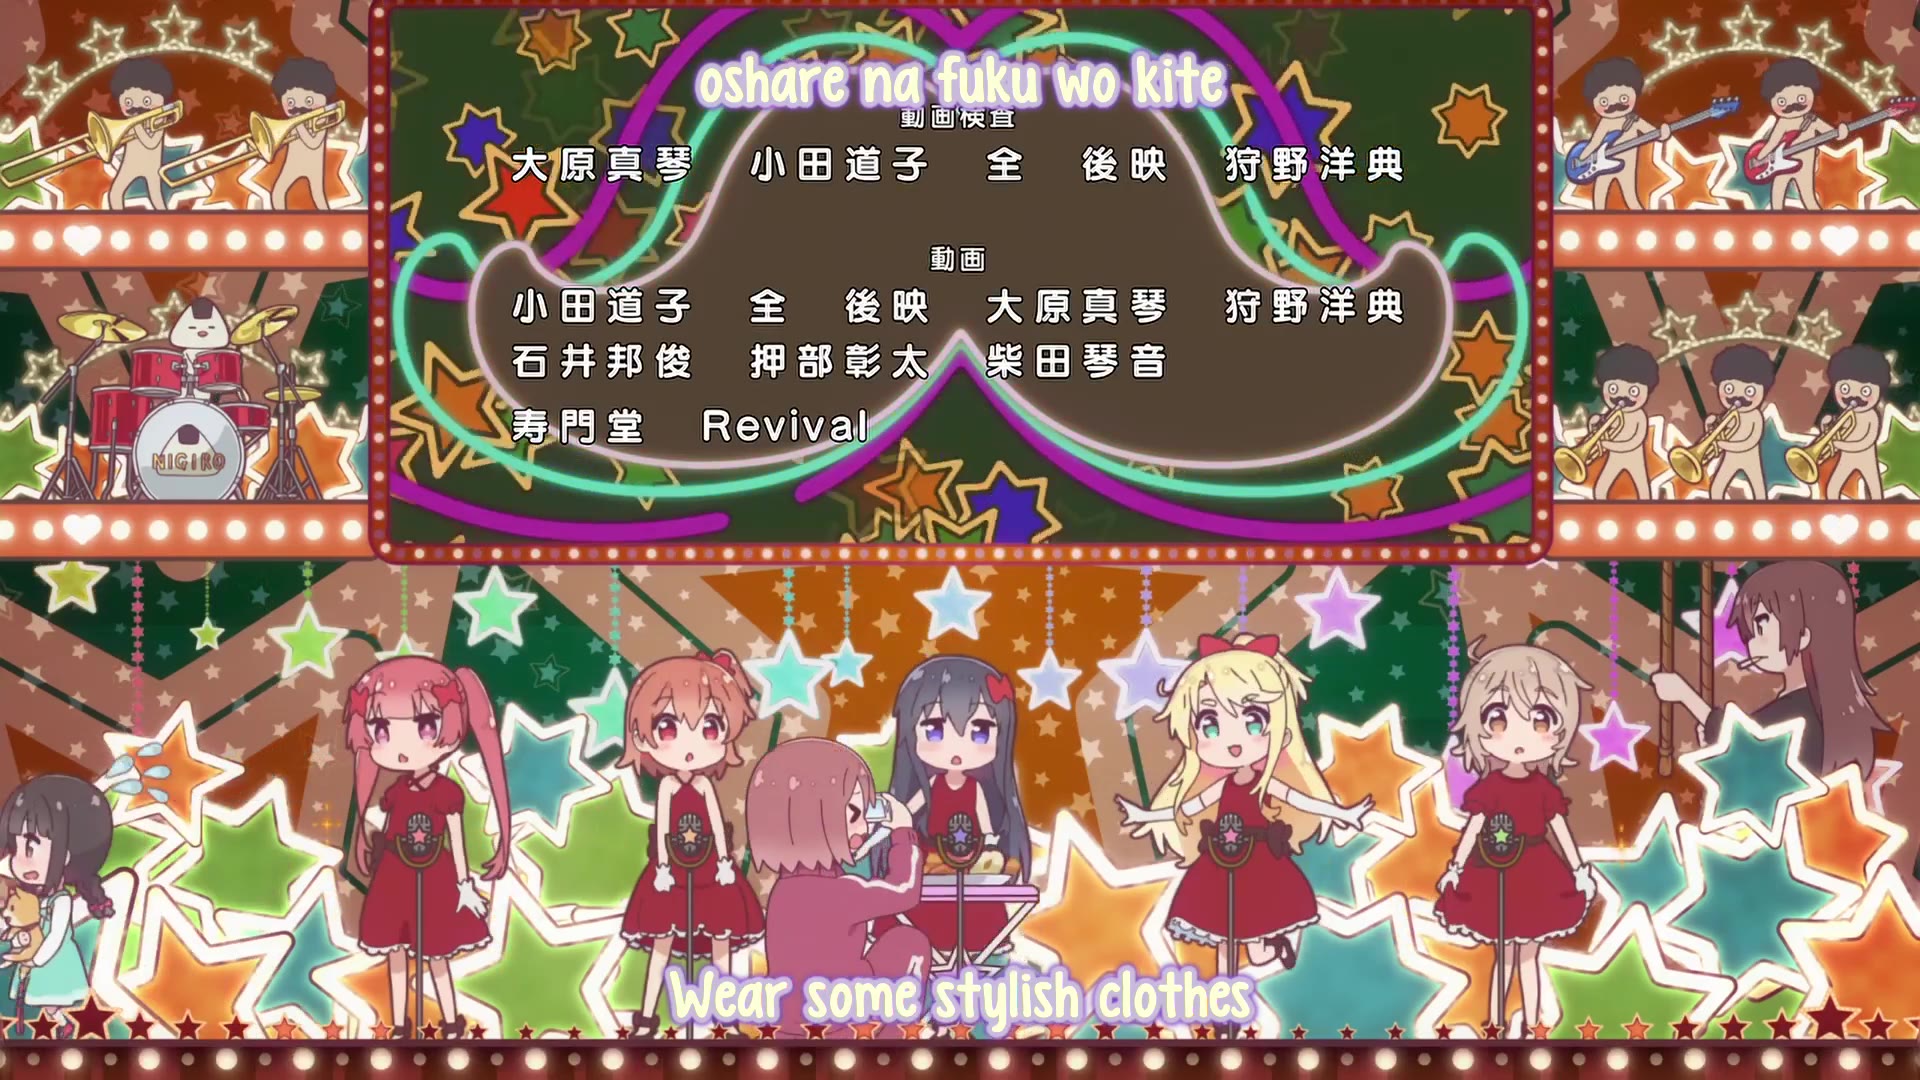 oshare na fuku wo kite
動画検査
大原真琴 小田道子 全 後映 狩野洋典
動画
小田道子 全 後映 大原真琴 狩野洋典
石井邦俊 押部彰太 柴田琴音
寿門堂 Revival
NIGIRO
Wear some stylish clothes